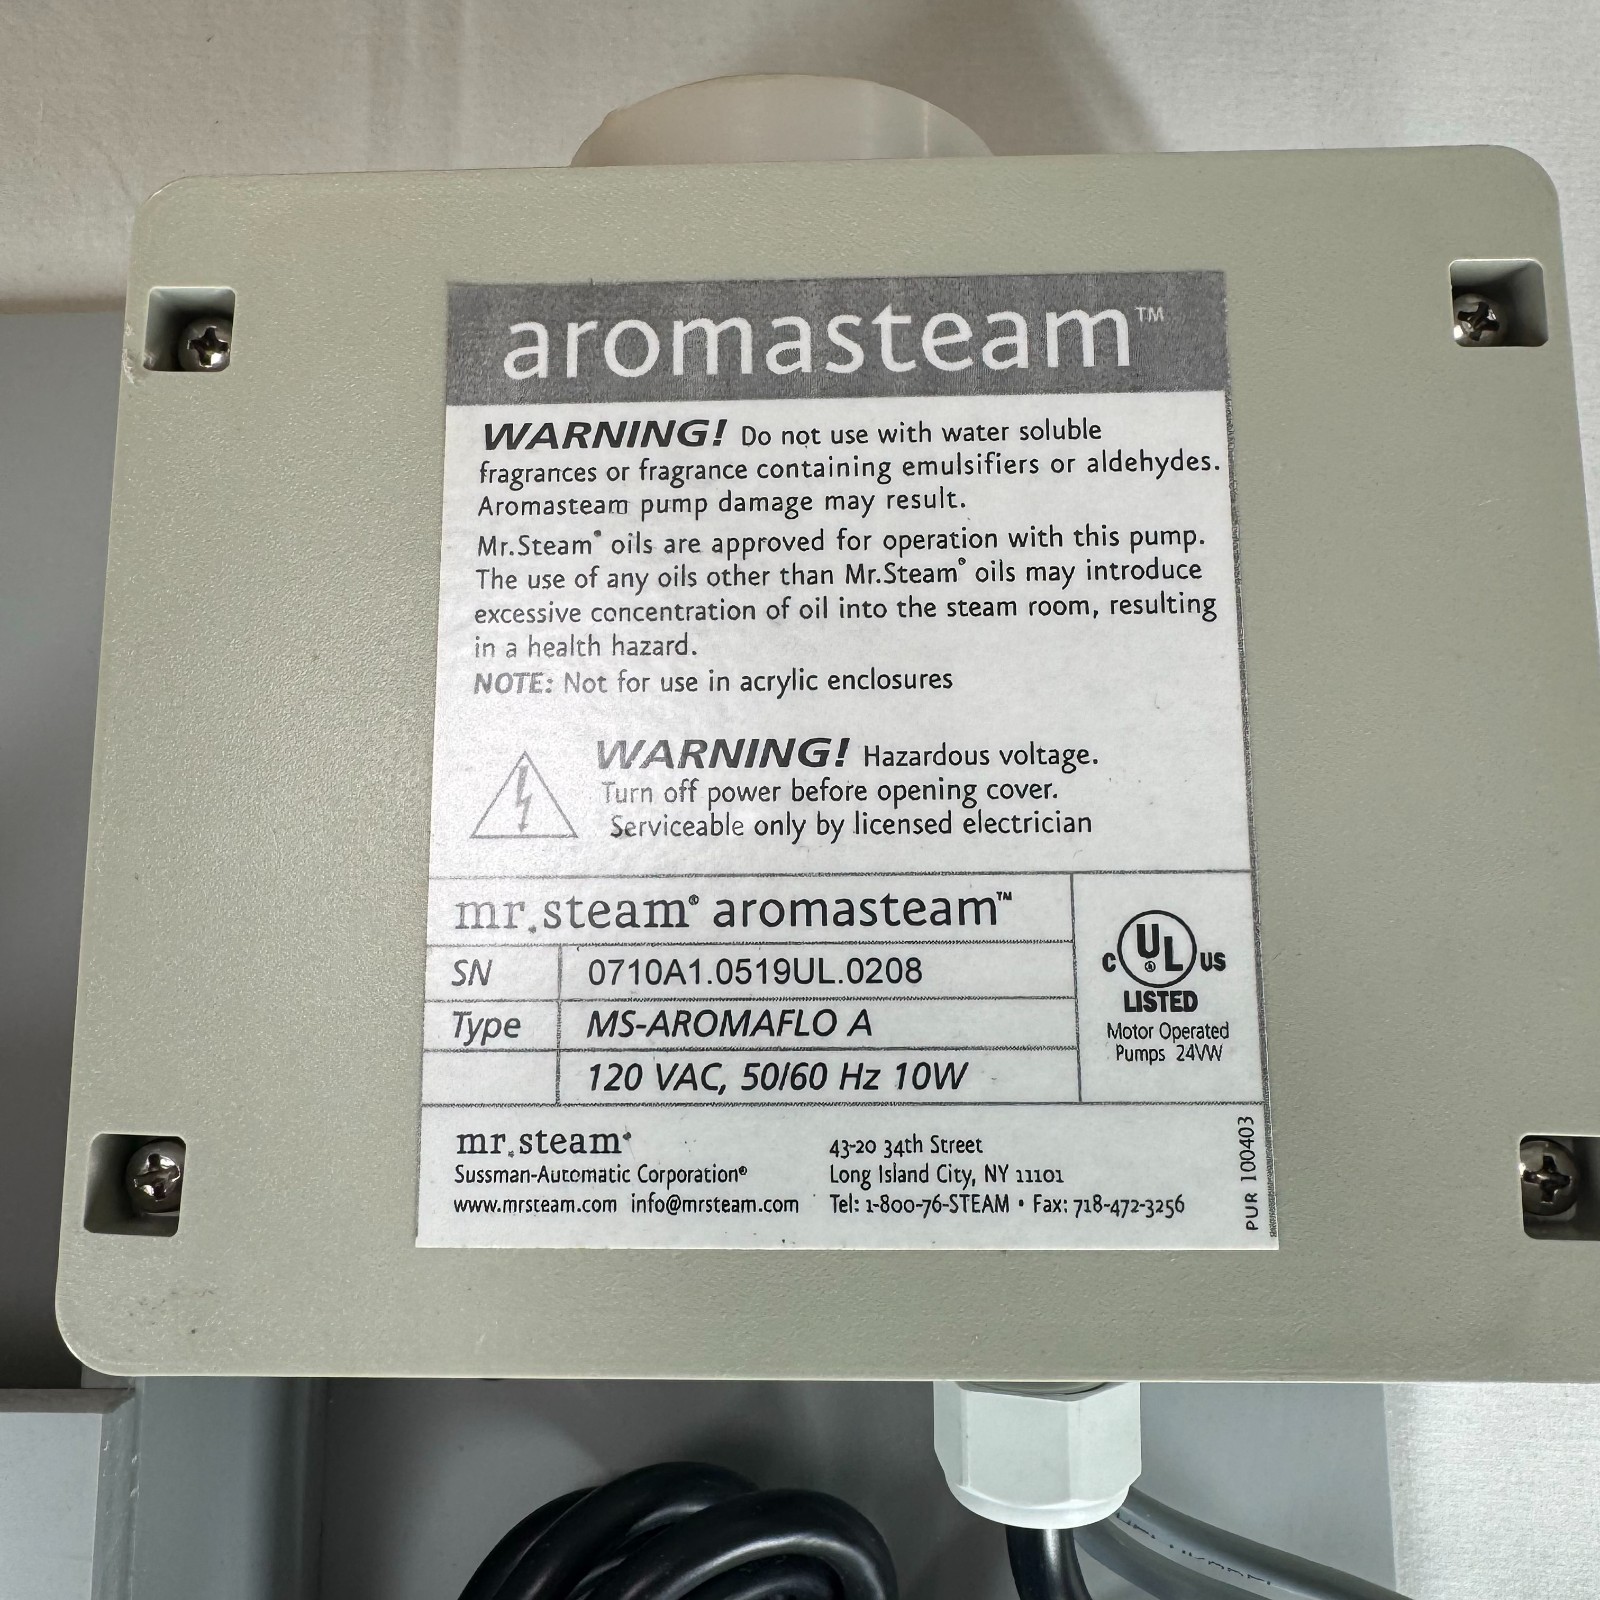 aromasteam™
WARNING! Do not use with water soluble
fragrances or fragrance containing emulsifiers or aldehydes.
Aromasteam pump damage may result.
Mr.Steam® oils are approved for operation with this pump.
The use of any oils other than Mr.Steam® oils may introduce
excessive concentration of oil into the steam room, resulting
in a health hazard.
NOTE: Not for use in acrylic enclosures
WARNING! Hazardous voltage.
Turn off power before opening cover.
Serviceable only by licensed electrician
mr.steam® aromasteam™
SN 0710A1.0519UL.0208
Type MS-AROMAFLO A
120 VAC, 50/60 Hz 10W
C UL® US
LISTED
Motor Operated
Pumps 24VW
mr.steam®
Sussman-Automatic Corporation®
www.mrsteam.com info@mrsteam.com
43-20 34th Street
Long Island City, NY 11101
Tel: 1-800-76-STEAM • Fax: 718-472-3256
PUR 100403